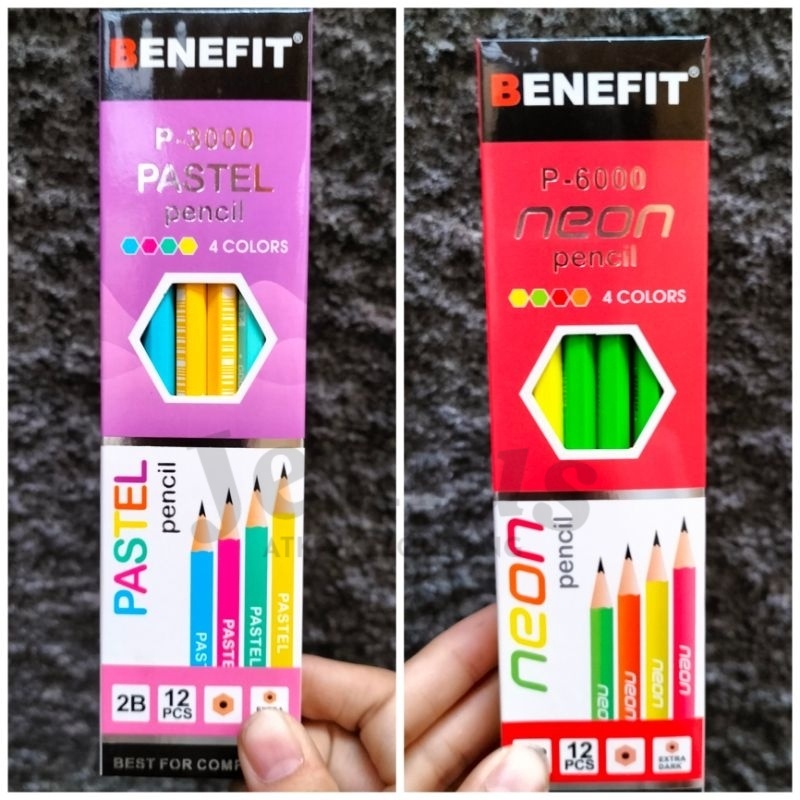 BENEFIT®
P-3000
PASTEL
pencil
4 COLORS
PASTEL
pencil
PASTEL
PASTEL
PASTEL
2B
12
PCS
EXTRA
BEST FOR COMP
BENEFIT®
P-6000
neon
pencil
4 COLORS
neon
pencil
neon
neon
neon
neon
12
PCS
EXTRA
DARK